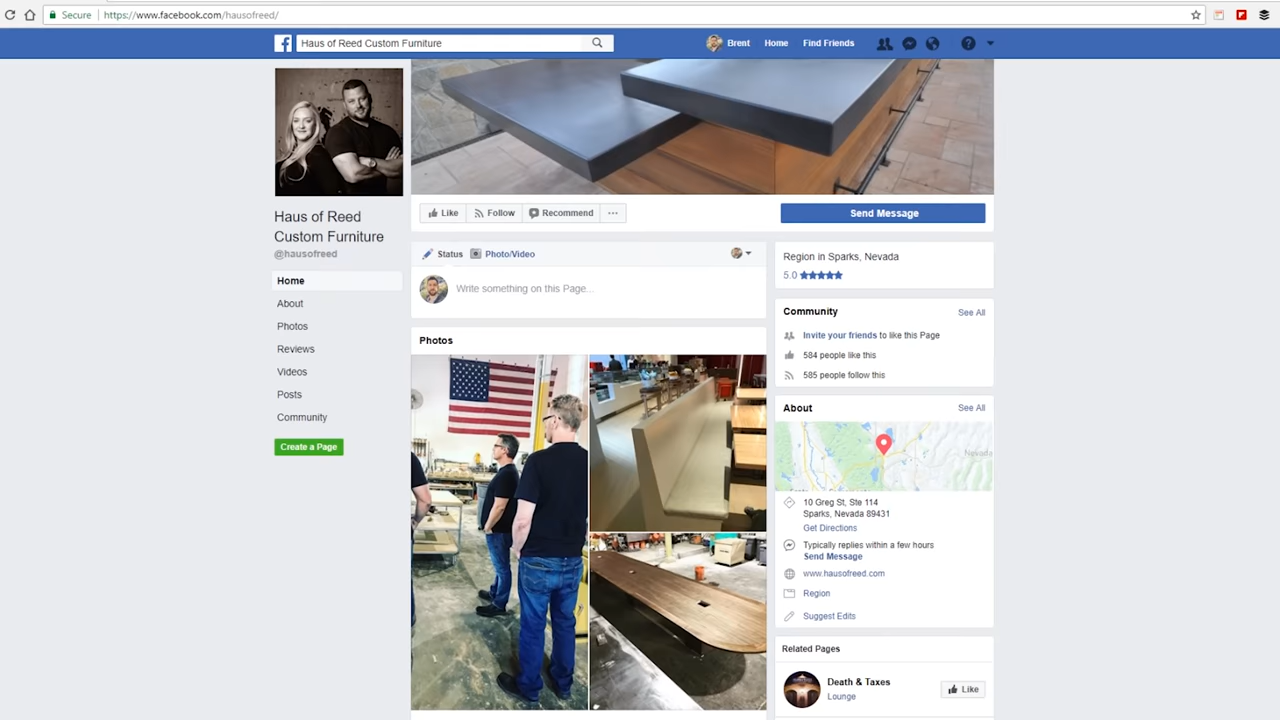 Secure
https://www.facebook.com/hausofreed/
Haus of Reed Custom Furniture
Brent
Home
Find Friends
Haus of Reed
Custom Furniture
@hausofreed
Home
About
Photos
Reviews
Videos
Posts
Community
Create a Page
Like
Follow
Recommend
...
Send Message
Status
Photo/Video
Write something on this Page...
Photos
Region in Sparks, Nevada
5.0
Community
See All
Invite your friends to like this Page
584 people like this
585 people follow this
About
See All
Nevada
10 Greg St, Ste 114
Sparks, Nevada 89431
Get Directions
Typically replies within a few hours
Send Message
www.hausofreed.com
Region
Suggest Edits
Related Pages
Death & Taxes
Lounge
Like